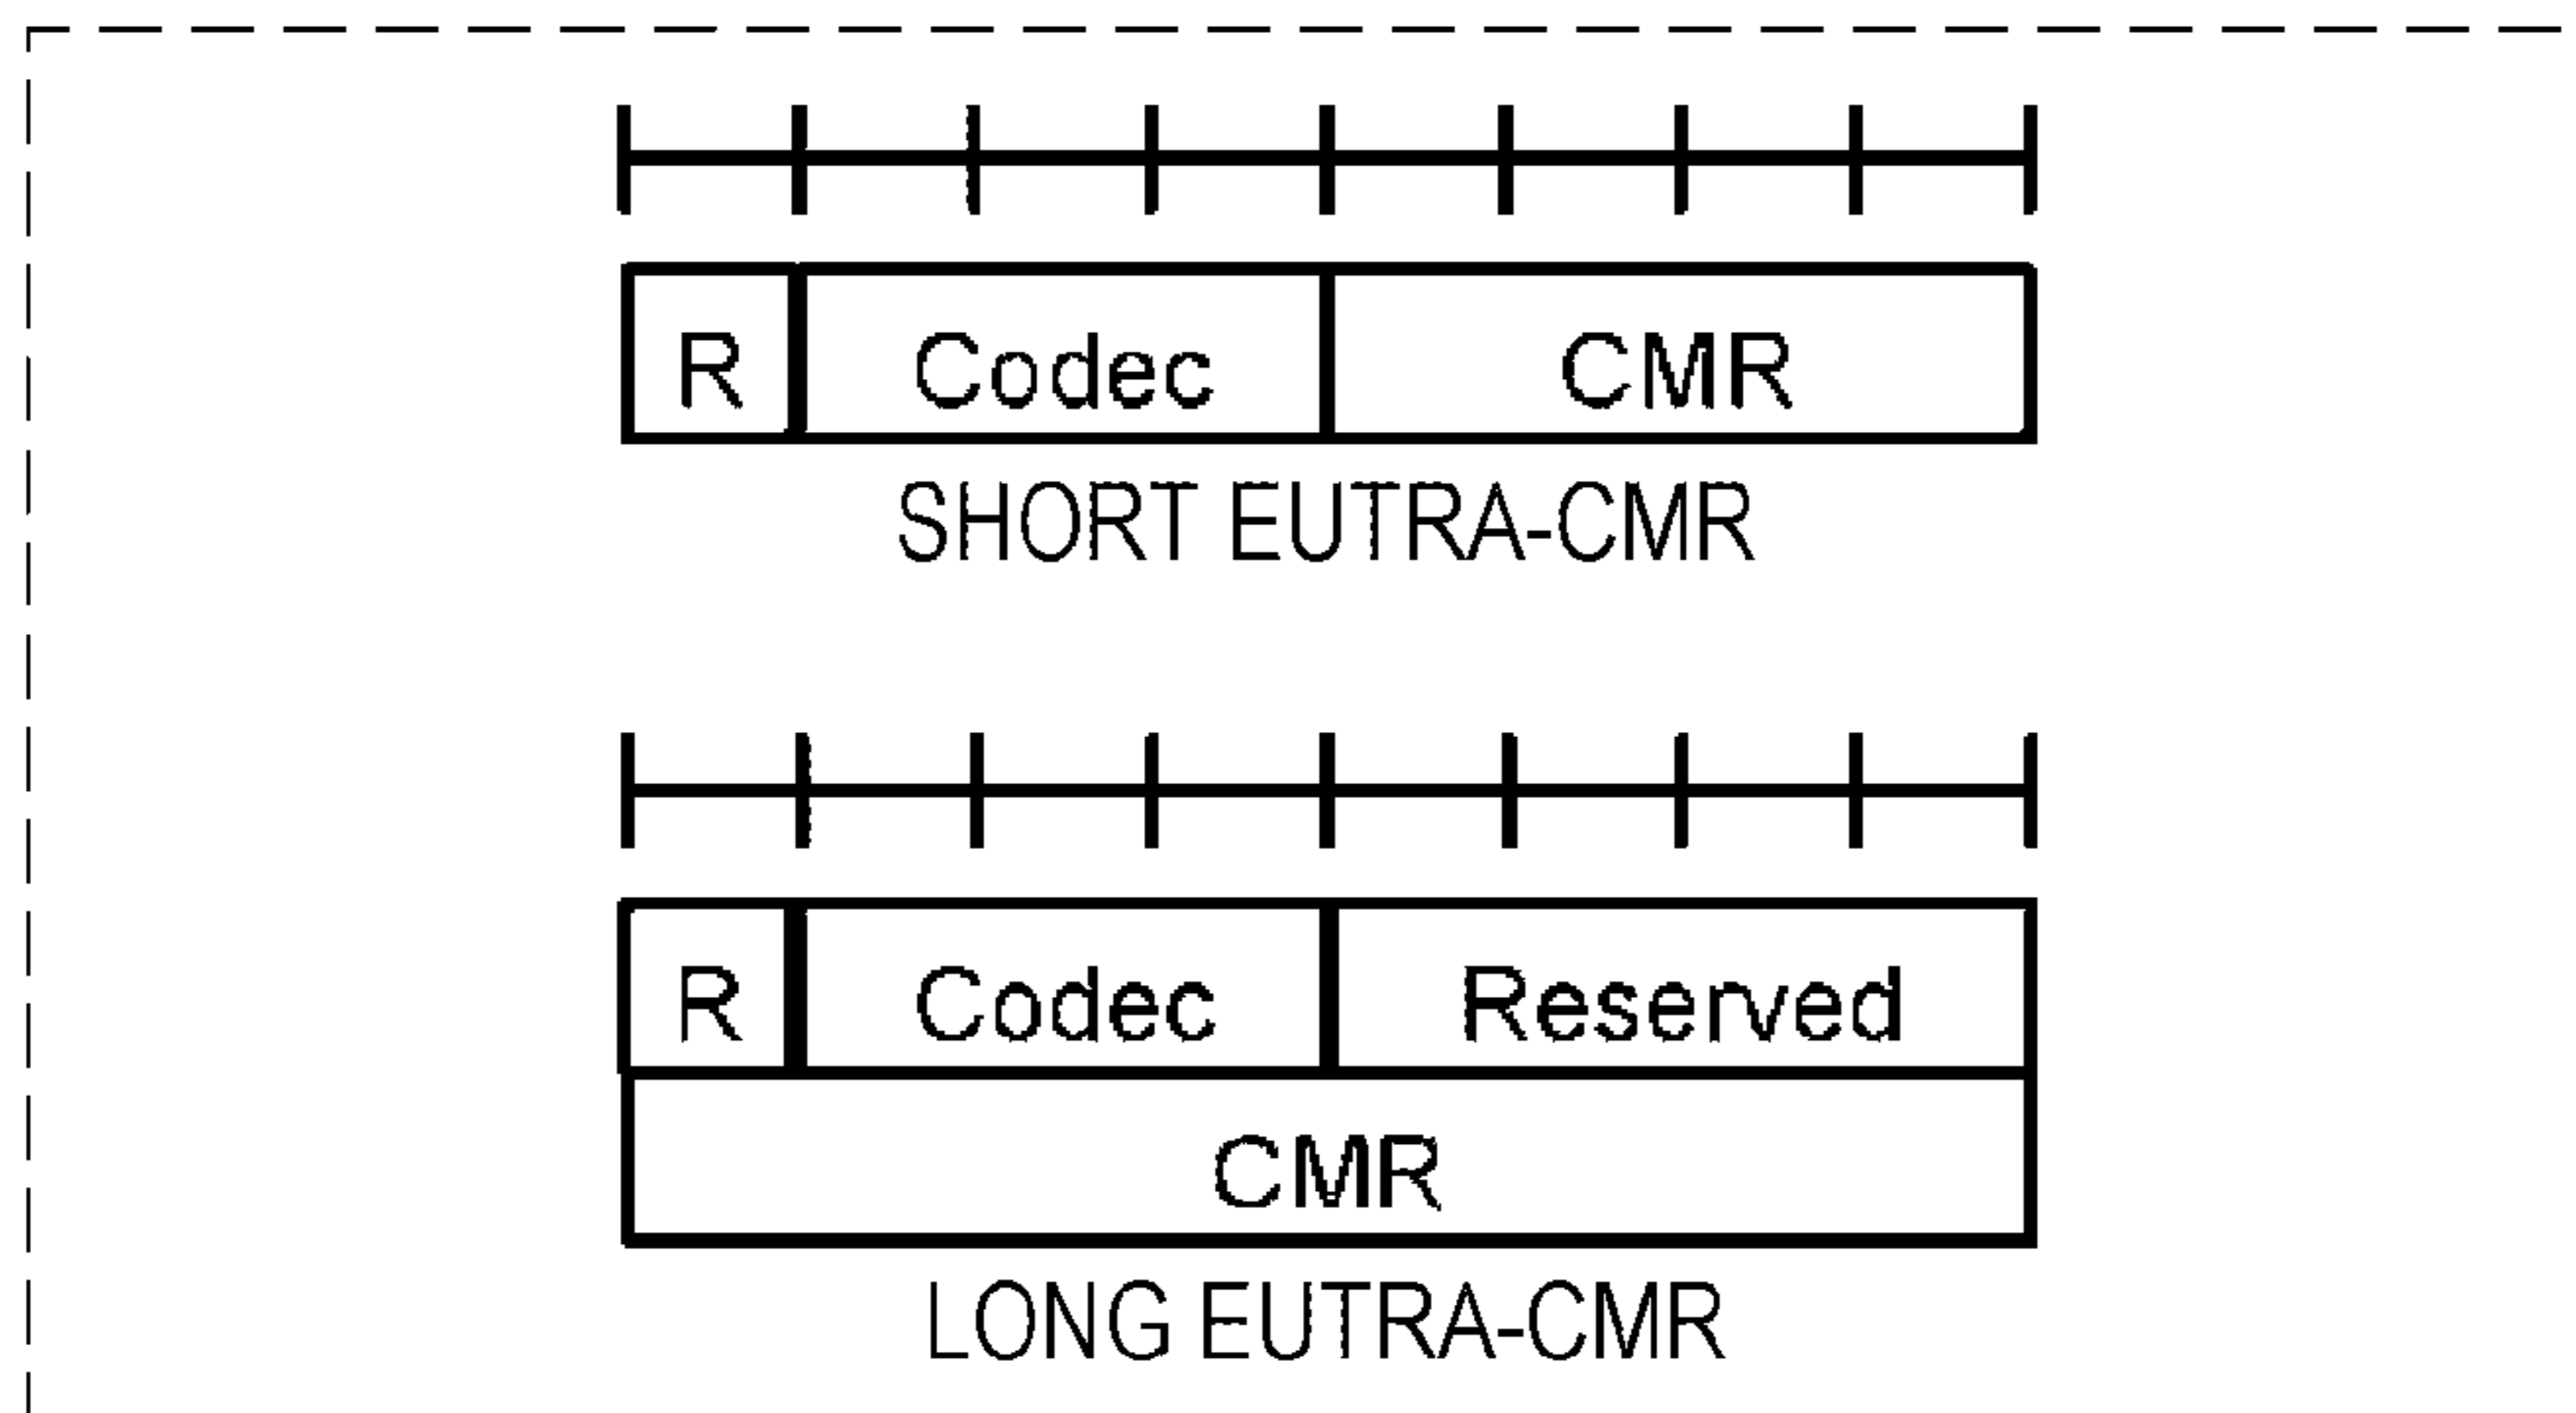 R Codec CMR
SHORT EUTRA-CMR
R Codec Reserved
CMR
LONG EUTRA-CMR